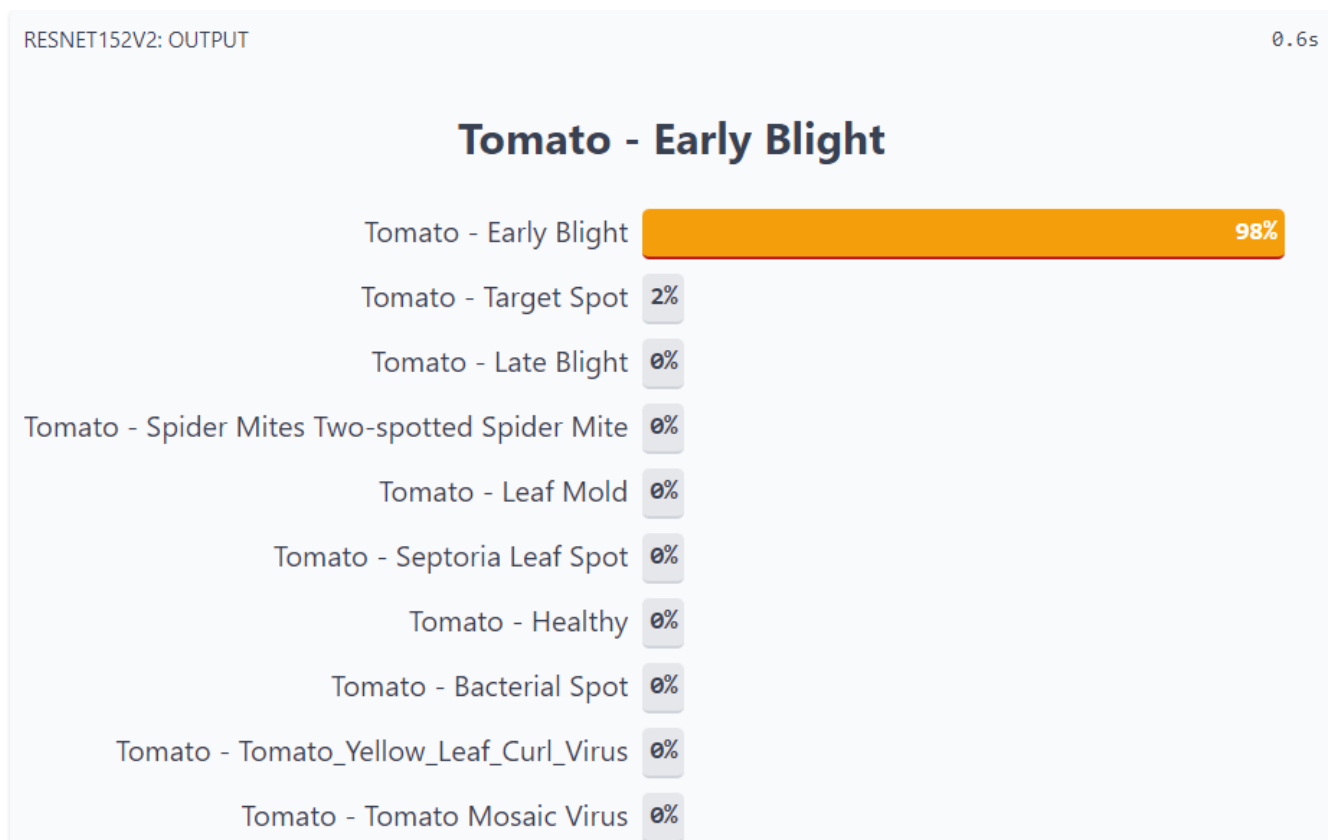 RESNET152V2: OUTPUT 0.6s
Tomato - Early Blight
Tomato - Early Blight 98%
Tomato - Target Spot 2%
Tomato - Late Blight 0%
Tomato - Spider Mites Two-spotted Spider Mite 0%
Tomato - Leaf Mold 0%
Tomato - Septoria Leaf Spot 0%
Tomato - Healthy 0%
Tomato - Bacterial Spot 0%
Tomato - Tomato_Yellow_Leaf_Curl_Virus 0%
Tomato - Tomato Mosaic Virus 0%